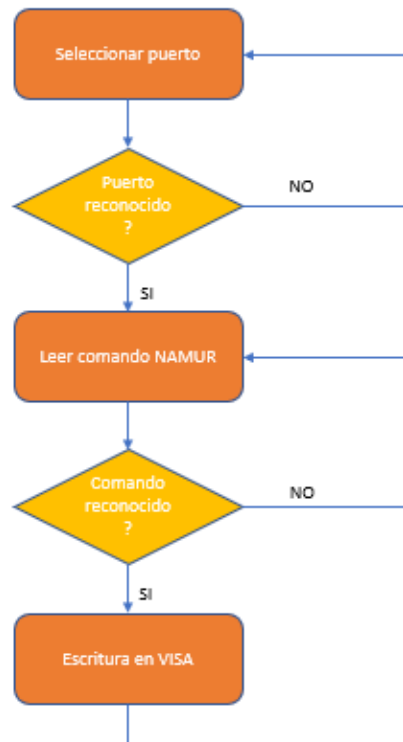 Seleccionar puerto
Puerto
reconocido
?
NO
SI
Leer comando NAMUR
Comando
reconocido
?
NO
SI
Escritura en VISA